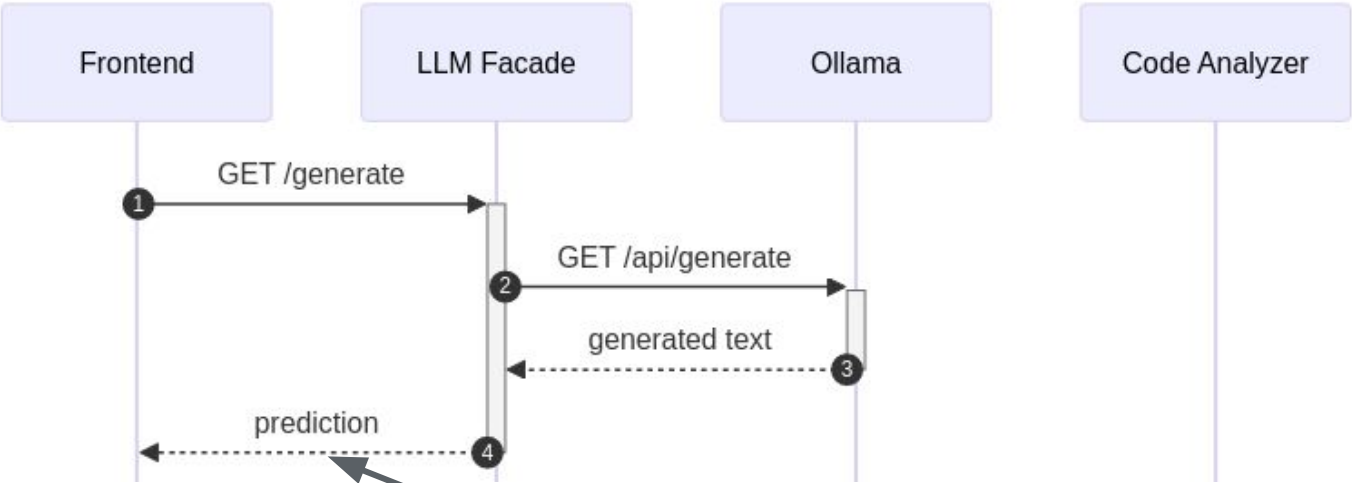 Frontend
LLM Facade
Ollama
Code Analyzer
GET /generate
1
GET /api/generate
2
generated text
3
prediction
4